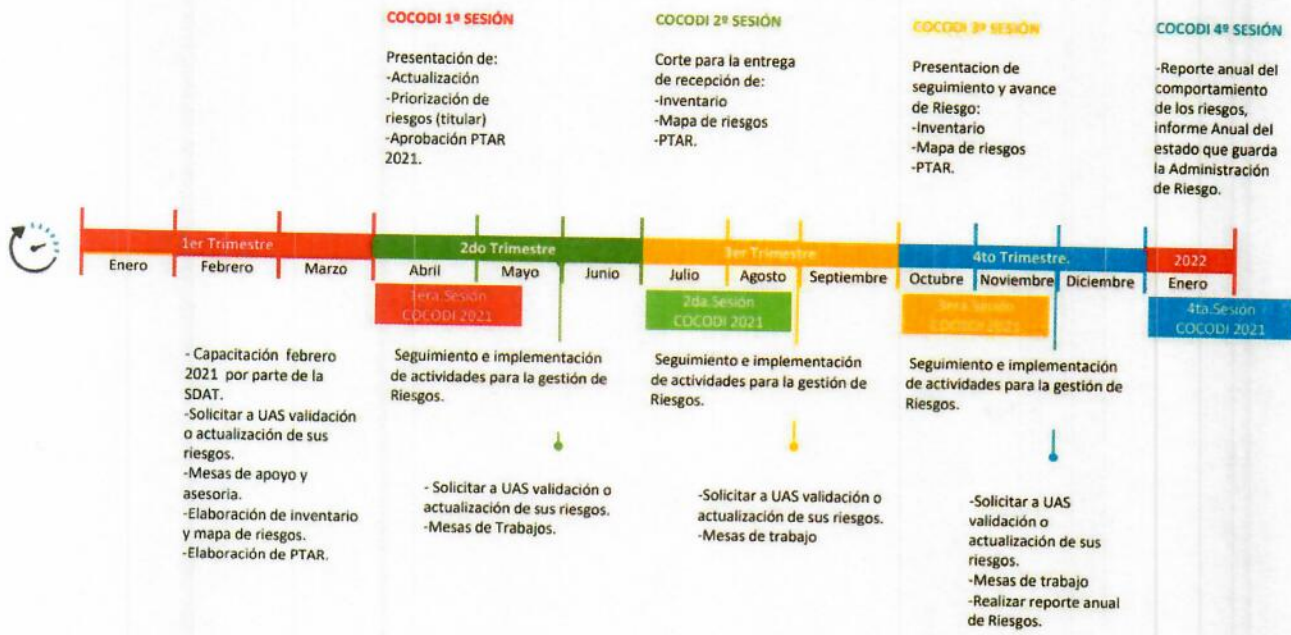 COCODI 1º SESIÓN
Presentación de:
-Actualización
-Priorización de
riesgos (titular)
-Aprobación PTAR
2021.
COCODI 2º SESIÓN
Corte para la entrega
de recepción de:
-Inventario
-Mapa de riesgos
-PTAR.
COCODI 3º SESIÓN
Presentacion de
seguimiento y avance
de Riesgo:
-Inventario
-Mapa de riesgos
-PTAR.
COCODI 4º SESIÓN
-Reporte anual del
comportamiento
de los riesgos,
informe Anual del
estado que guarda
la Administración
de Riesgo.
1er Trimestre
2do Trimestre
3er Trimestre
4to Trimestre.
2022
Enero
Febrero
Marzo
Abril
Mayo
Junio
Julio
Agosto
Septiembre
Octubre
Noviembre
Diciembre
Enero
1era.Sesión
COCODI 2021
2da.Sesión
COCODI 2021
3era.Sesión
COCODI 2021
4ta.Sesión
COCODI 2021
- Capacitación febrero
2021 por parte de la
SDAT.
-Solicitar a UAS validación
o actualización de sus
riesgos.
-Mesas de apoyo y
asesoria.
-Elaboración de inventario
y mapa de riesgos.
-Elaboración de PTAR.
Seguimiento e implementación
de actividades para la gestión de
Riesgos.
- Solicitar a UAS validación o
actualización de sus riesgos.
-Mesas de Trabajos.
Seguimiento e implementación
de actividades para la gestión de
Riesgos.
-Solicitar a UAS validación o
actualización de sus riesgos.
-Mesas de trabajo
Seguimiento e implementación
de actividades para la gestión de
Riesgos.
-Solicitar a UAS
validación o
actualización de sus
riesgos.
-Mesas de trabajo
-Realizar reporte anual
de Riesgos.